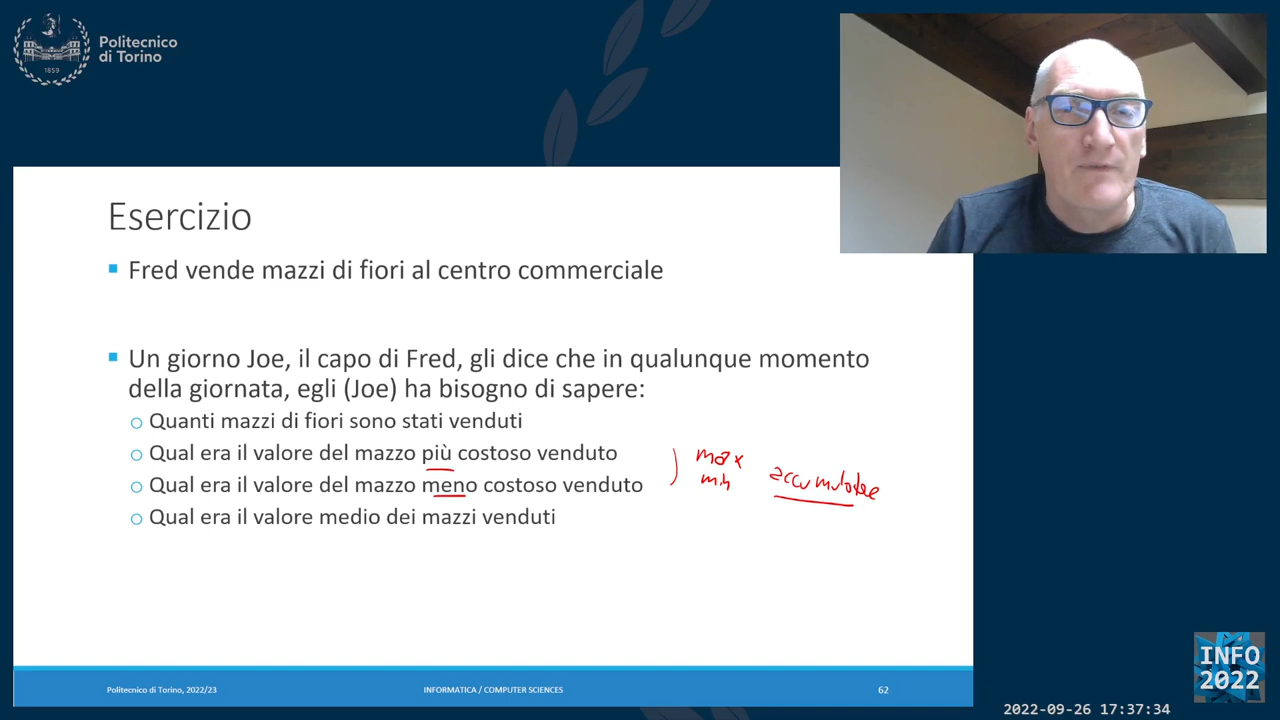 Politecnico
di Torino
1859
Esercizio
Fred vende mazzi di fiori al centro commerciale
Un giorno Joe, il capo di Fred, gli dice che in qualunque momento
della giornata, egli (Joe) ha bisogno di sapere:
Quanti mazzi di fiori sono stati venduti
Qual era il valore del mazzo più costoso venduto
Qual era il valore del mazzo meno costoso venduto
Qual era il valore medio dei mazzi venduti
max
min
accumulatore
Politecnico di Torino, 2022/23
INFORMATICA / COMPUTER SCIENCES
62
INFO
2022
2022-09-26 17:37:34